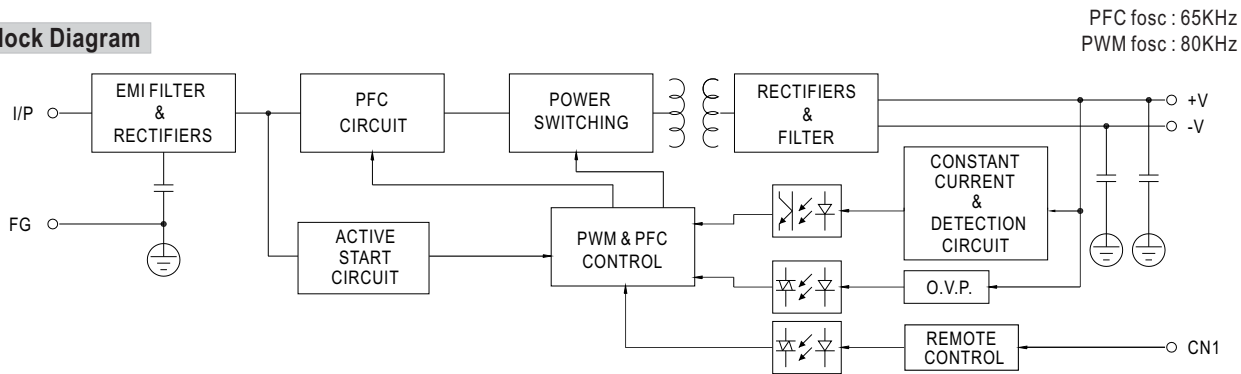 PFC fosc : 65KHz
PWM fosc : 80KHz
lock Diagram
I/P
EMI FILTER
&
RECTIFIERS
PFC
CIRCUIT
POWER
SWITCHING
RECTIFIERS
&
FILTER
+V
-V
FG
ACTIVE
START
CIRCUIT
PWM & PFC
CONTROL
CONSTANT
CURRENT
&
DETECTION
CIRCUIT
O.V.P.
REMOTE
CONTROL
CN1